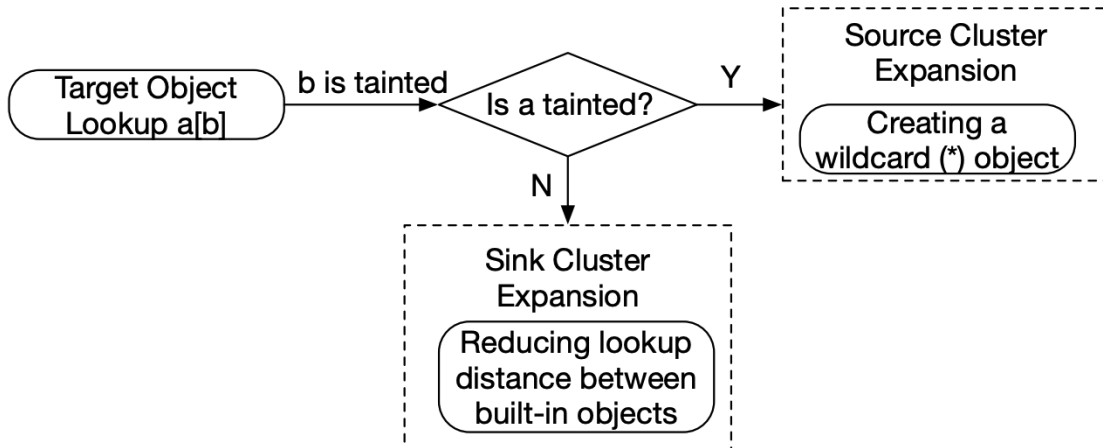 Target Object
Lookup a[b]
b is tainted
Is a tainted?
Y
Source Cluster
Expansion
Creating a
wildcard (*) object
N
Sink Cluster
Expansion
Reducing lookup
distance between
built-in objects